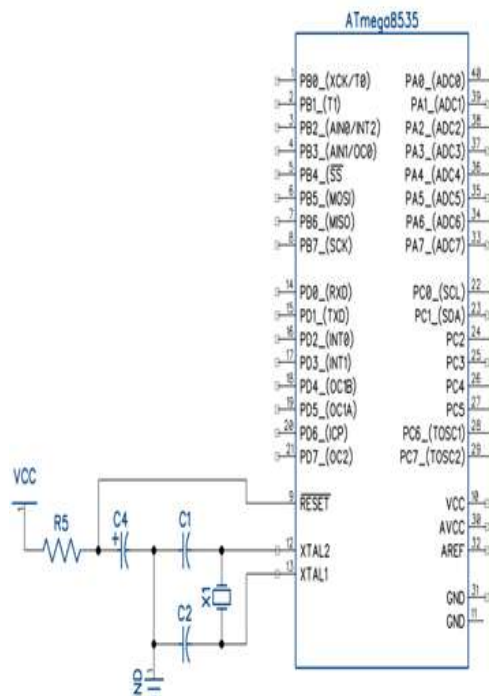 ATmega8535
1 PB0_(XCK/T0) PA0_(ADC0) 40
2 PB1_(T1) PA1_(ADC1) 39
3 PB2_(AIN0/INT2) PA2_(ADC2) 38
4 PB3_(AIN1/OC0) PA3_(ADC3) 37
5 PB4_(SS) PA4_(ADC4) 36
6 PB5_(MOSI) PA5_(ADC5) 35
7 PB6_(MISO) PA6_(ADC6) 34
8 PB7_(SCK) PA7_(ADC7) 33
14 PD0_(RXD) PC0_(SCL) 22
15 PD1_(TXD) PC1_(SDA) 23
16 PD2_(INT0) PC2 24
17 PD3_(INT1) PC3 25
18 PD4_(OC1B) PC4 26
19 PD5_(OC1A) PC5 27
20 PD6_(ICP) PC6_(TOSC1) 28
21 PD7_(OC2) PC7_(TOSC2) 29
VCC
9 RESET VCC 10
AVCC 30
R5 C4 C1
+
12 XTAL2 AREF 32
13 XTAL1
X1
GND 31
C2
GND 11
ND